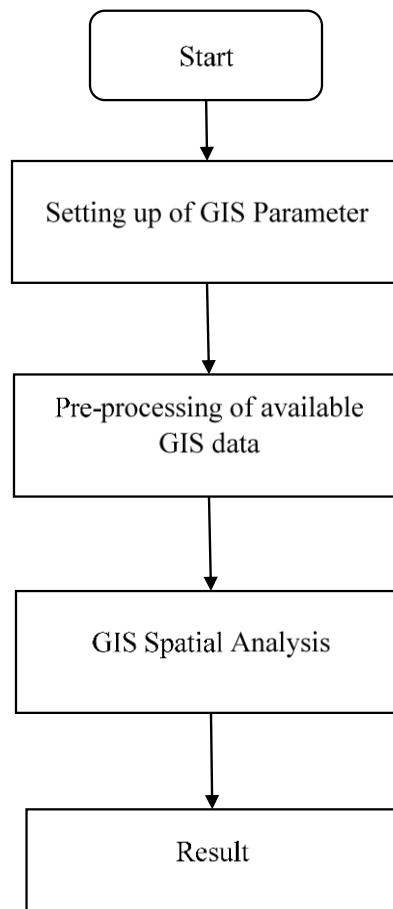 Start
Setting up of GIS Parameter
Pre-processing of available
GIS data
GIS Spatial Analysis
Result